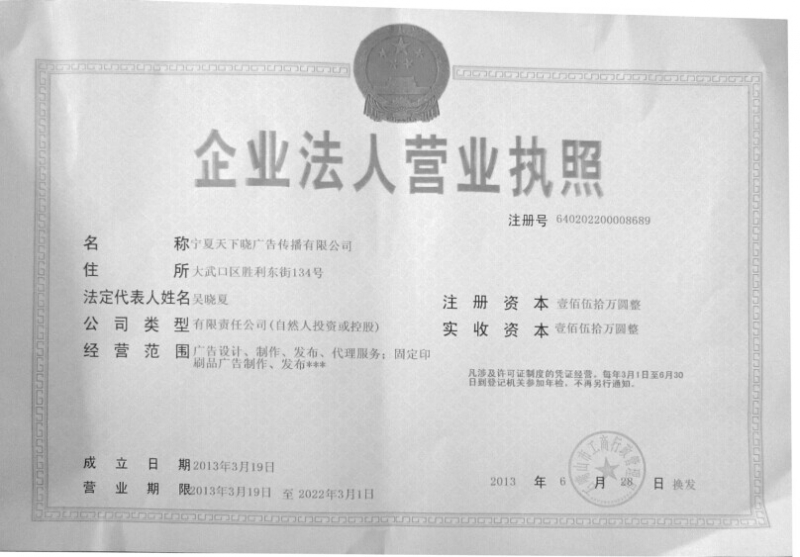 企业法人营业执照
注册号 640202200008689
名 称 宁夏天下晓广告传播有限公司
住 所 大武口区胜利东街134号
法定代表人姓名 吴晓夏
注册资本 壹佰伍拾万圆整
公司类型 有限责任公司(自然人投资或控股)
实收资本 壹佰伍拾万圆整
经营范围 广告设计、制作、发布、代理服务；固定印
刷品广告制作、发布***
凡涉及许可证制度的凭证经营，每年3月1日至6月30
日到登记机关参加年检，不再另行通知。
成立日期 2013年3月19日
营业期限 2013年3月19日 至 2022年3月1日
2013 年 6 月 28 日 换发